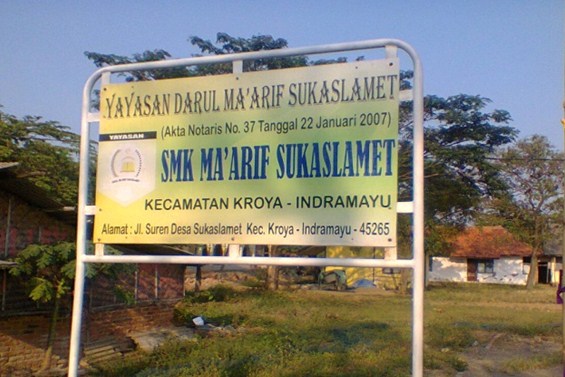 YAYASAN DARUL MA'ARIF SUKASLAMET
(Akta Notaris No. 37 Tanggal 22 Januari 2007)
YAYASAN
SMK MA'ARIF SUKASLAMET
KECAMATAN KROYA - INDRAMAYU
Alamat : Jl. Suren Desa Sukaslamet Kec. Kroya - Indramayu - 45265